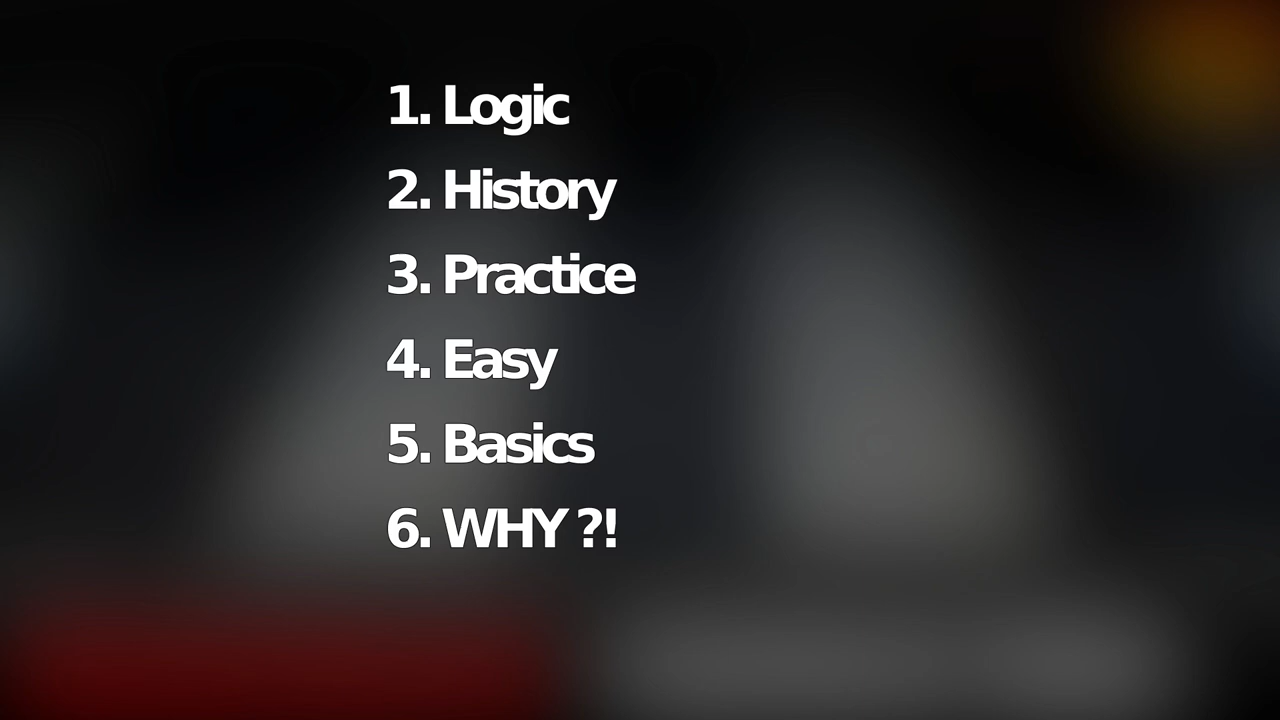 1. Logic
2. History
3. Practice
4. Easy
5. Basics
6. WHY ?!